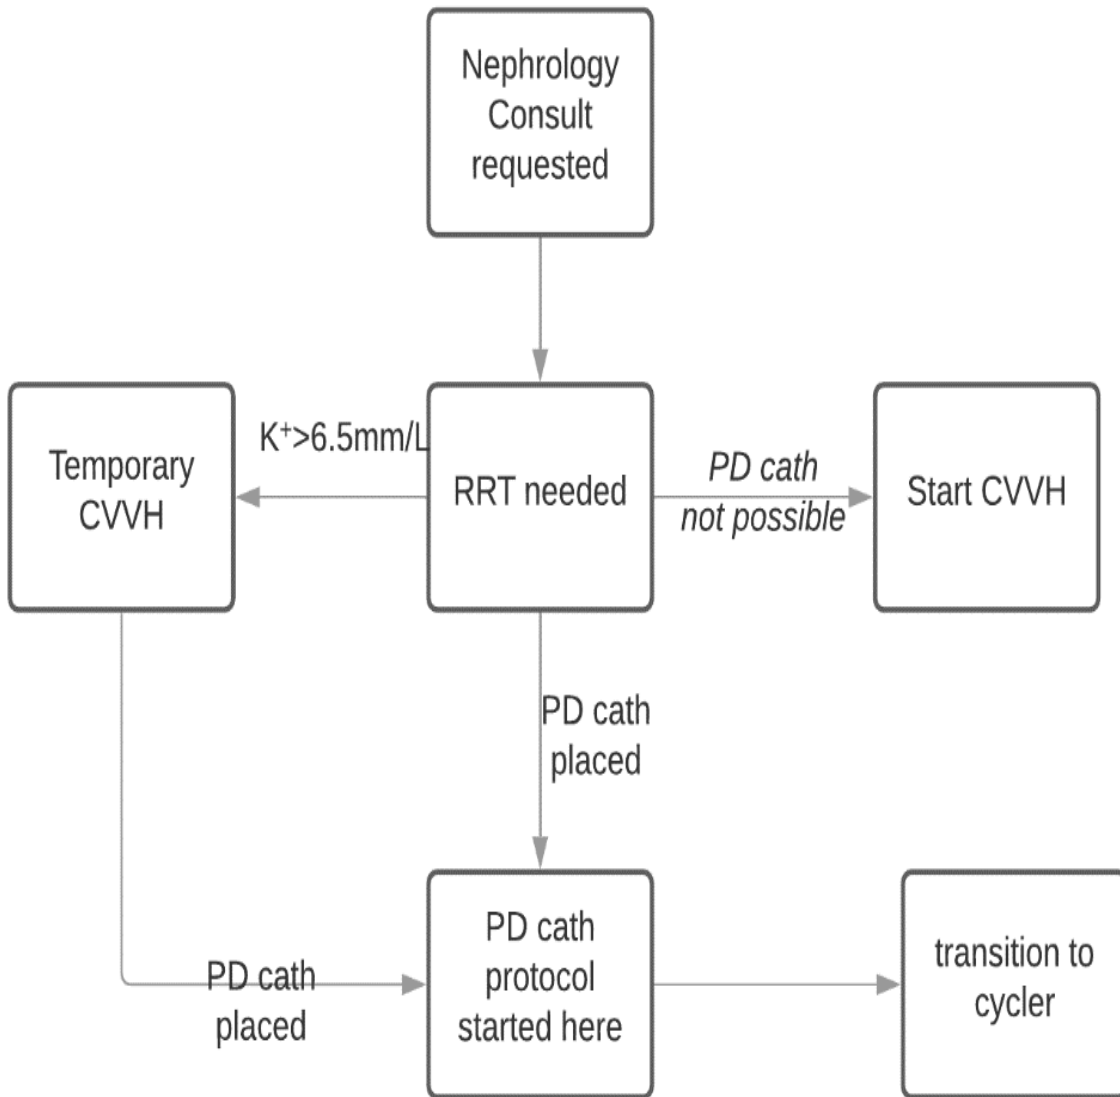 Nephrology
Consult
requested
K⁺>6.5mm/L
Temporary
CVVH
RRT needed
PD cath
not possible
Start CVVH
PD cath
placed
PD cath
placed
PD cath
protocol
started here
transition to
cycler